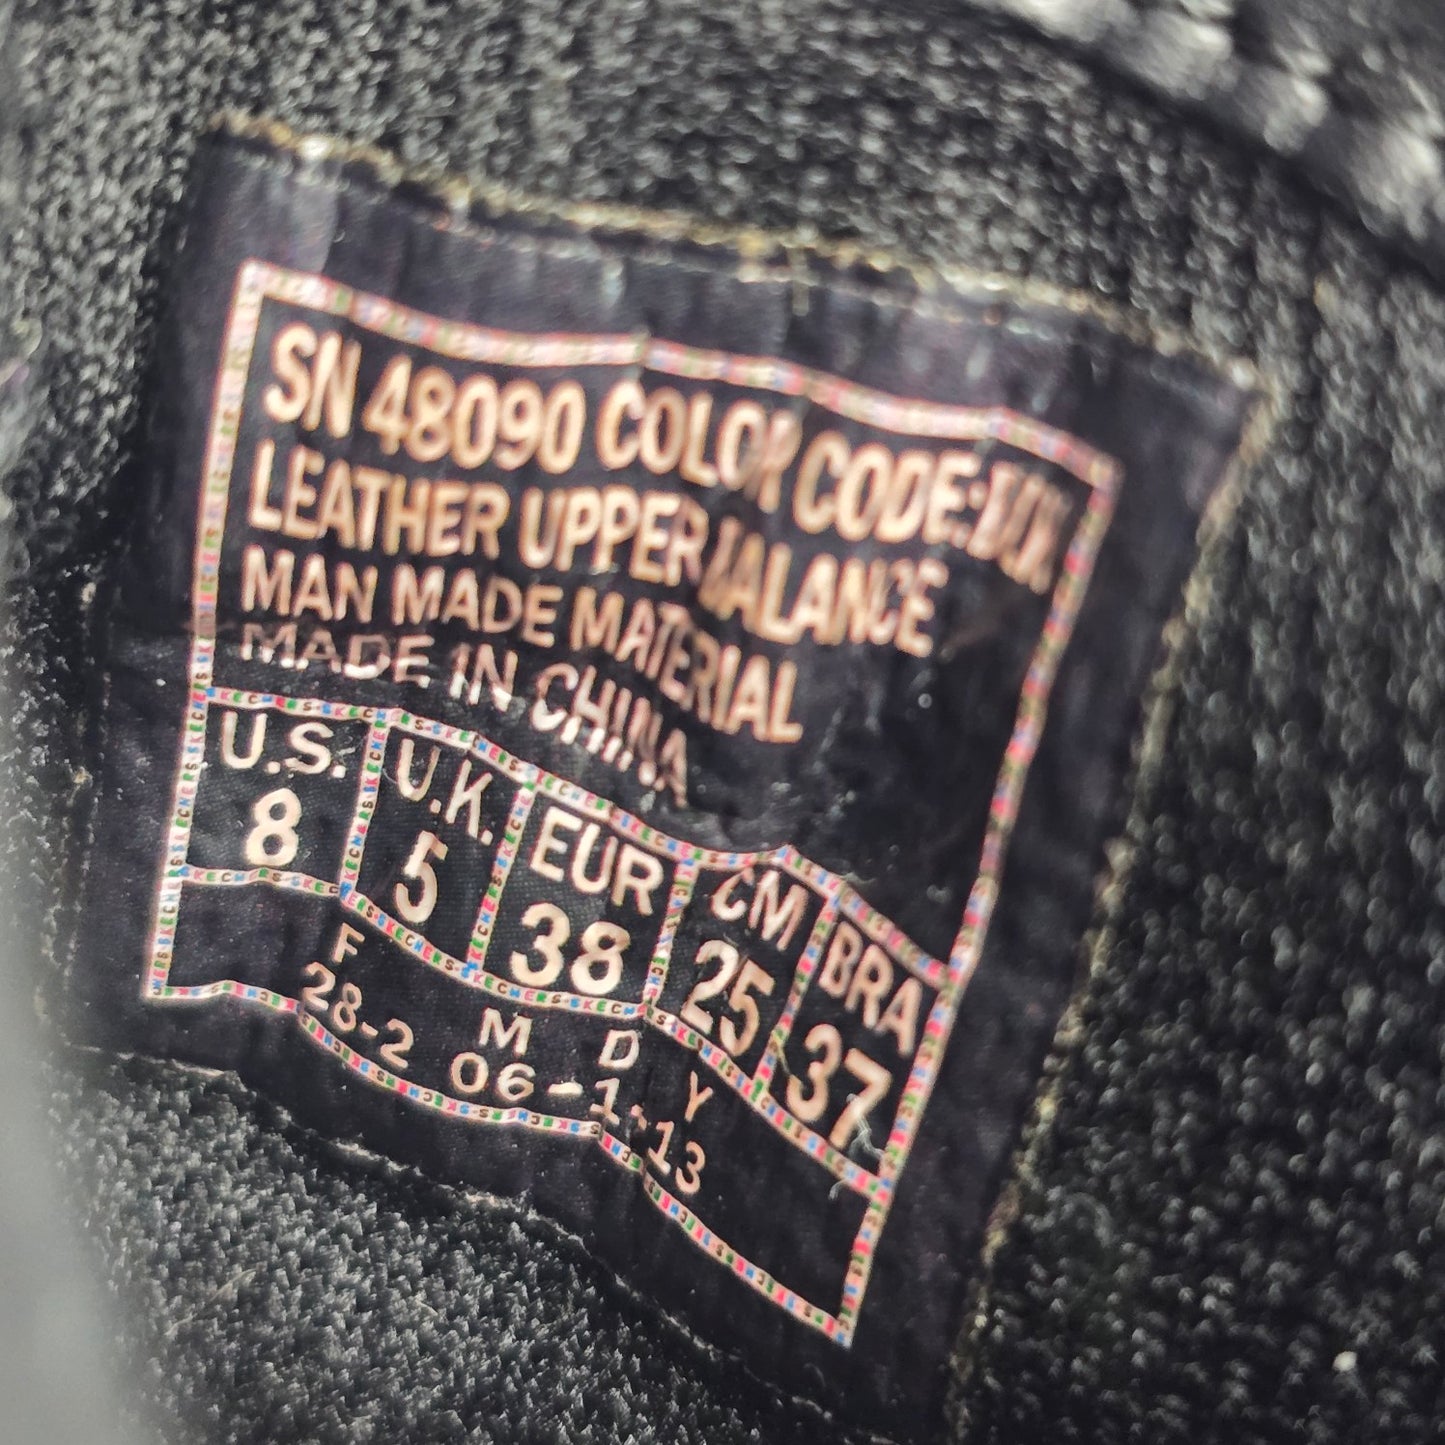 SN 48090 COLOR CODE:
LEATHER UPPER BALANCE
MAN MADE MATERIAL
MADE IN CHINA
U.S. U.K. EUR CM BRA
8 5 38 25 37
F M D Y
28-2 06-1-13